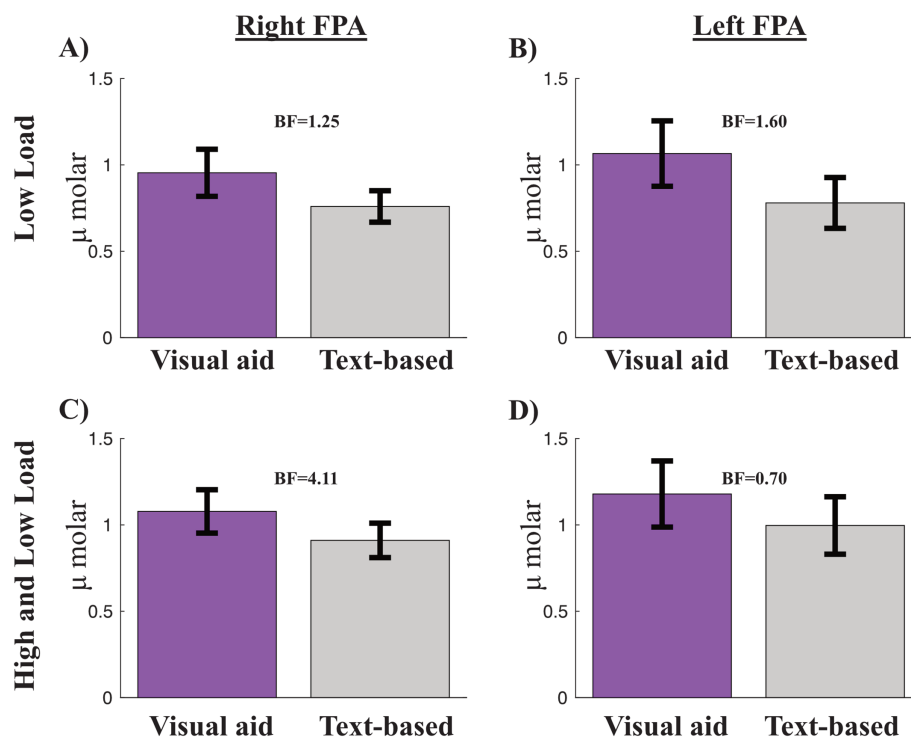 Right FPA
Left FPA
A)
B)
Low Load
1.5
1
0.5
0
μ molar
BF=1.25
Visual aid
Text-based
1.5
1
0.5
0
μ molar
BF=1.60
Visual aid
Text-based
C)
D)
High and Low Load
1.5
1
0.5
0
μ molar
BF=4.11
Visual aid
Text-based
1.5
1
0.5
0
μ molar
BF=0.70
Visual aid
Text-based